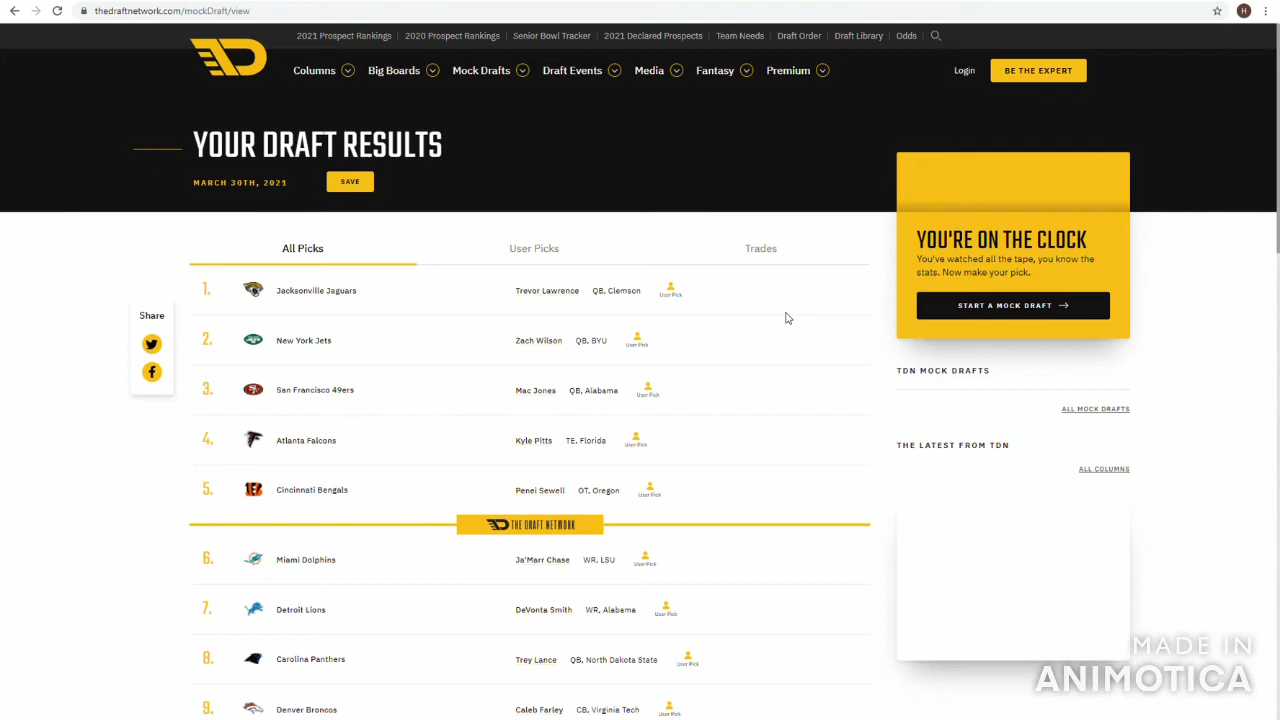 thedraftnetwork.com/mockDraft/view
H
2021 Prospect Rankings 2020 Prospect Rankings Senior Bowl Tracker 2021 Declared Prospects Team Needs Draft Order Draft Library Odds
Columns Big Boards Mock Drafts Draft Events Media Fantasy Premium Login BE THE EXPERT
YOUR DRAFT RESULTS
MARCH 30TH, 2021 SAVE
All Picks User Picks Trades
1. Jacksonville Jaguars Trevor Lawrence QB, Clemson User Pick
2. New York Jets Zach Wilson QB, BYU User Pick
3. San Francisco 49ers Mac Jones QB, Alabama User Pick
4. Atlanta Falcons Kyle Pitts TE, Florida User Pick
5. Cincinnati Bengals Penei Sewell OT, Oregon User Pick
THE DRAFT NETWORK
6. Miami Dolphins Ja'Marr Chase WR, LSU User Pick
7. Detroit Lions DeVonta Smith WR, Alabama User Pick
8. Carolina Panthers Trey Lance QB, North Dakota State User Pick
9. Denver Broncos Caleb Farley CB, Virginia Tech User Pick
Share
YOU'RE ON THE CLOCK
You've watched all the tape, you know the
stats. Now make your pick.
START A MOCK DRAFT
TDN MOCK DRAFTS
ALL MOCK DRAFTS
THE LATEST FROM TDN
ALL COLUMNS
MADE IN
ANIMOTICA